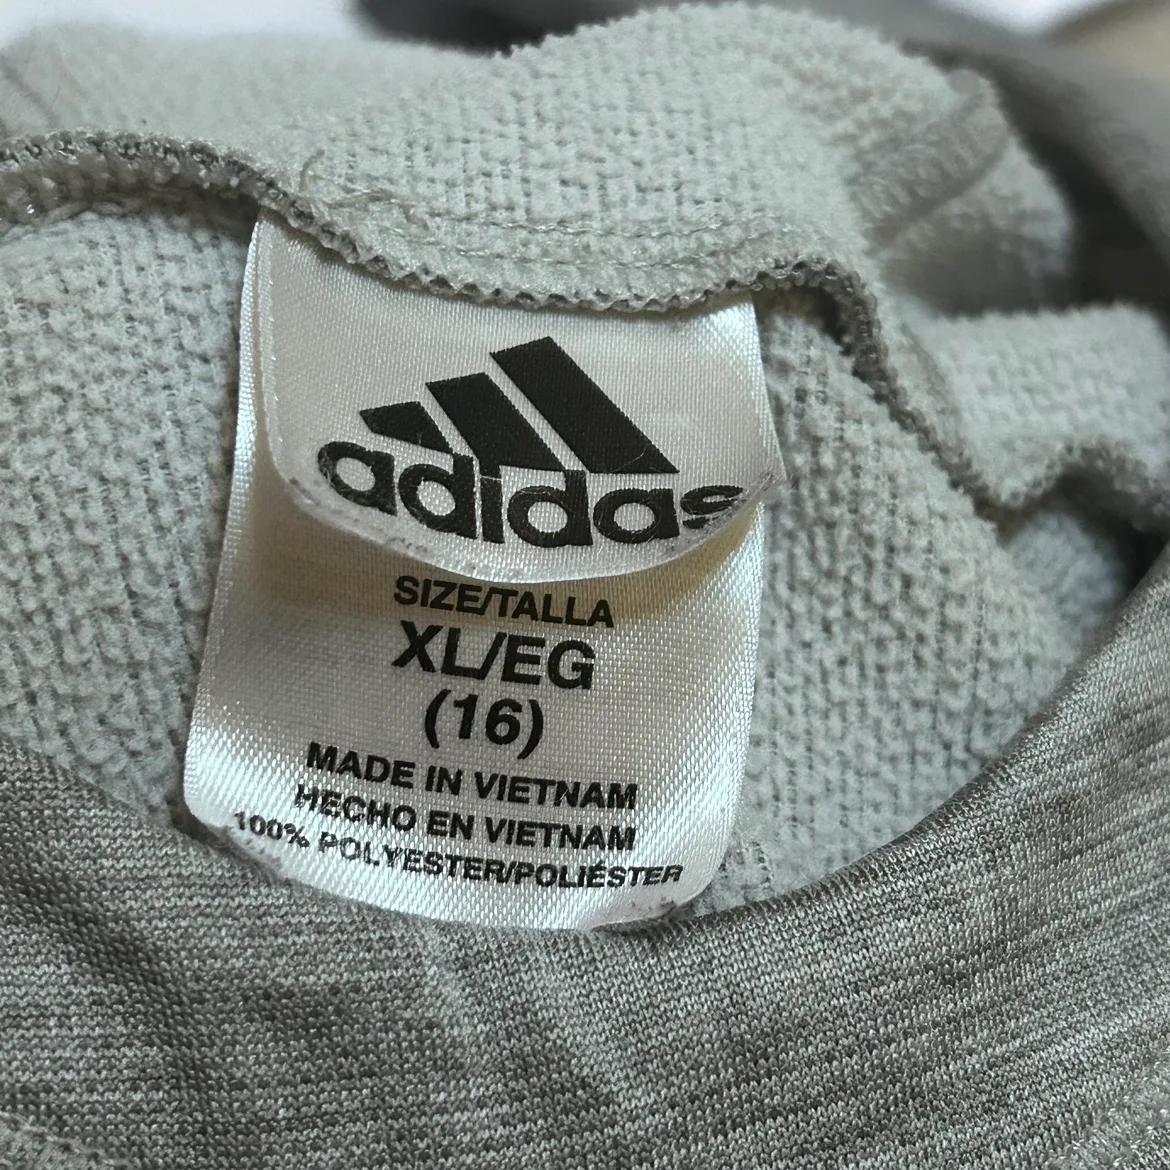 adidas
SIZE/TALLA
XL/EG
(16)
MADE IN VIETNAM
HECHO EN VIETNAM
100% POLYESTER/POLIÉSTER